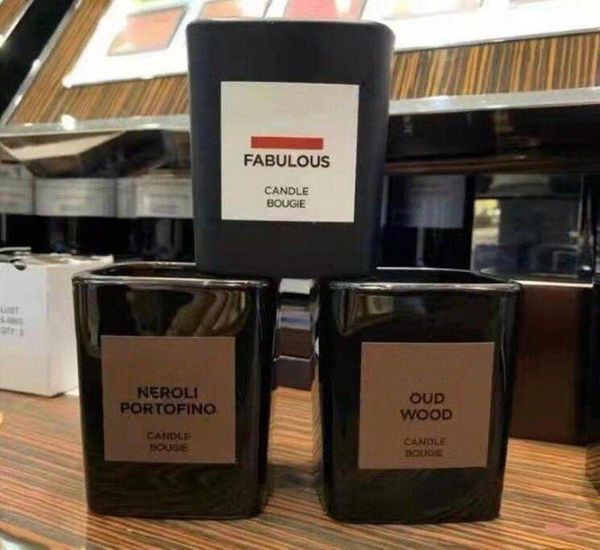 FABULOUS
CANDLE
BOUGIE
NEROLI
PORTOFINO
CANDLE
BOUGIE
OUD
WOOD
CANDLE
BOUGIE